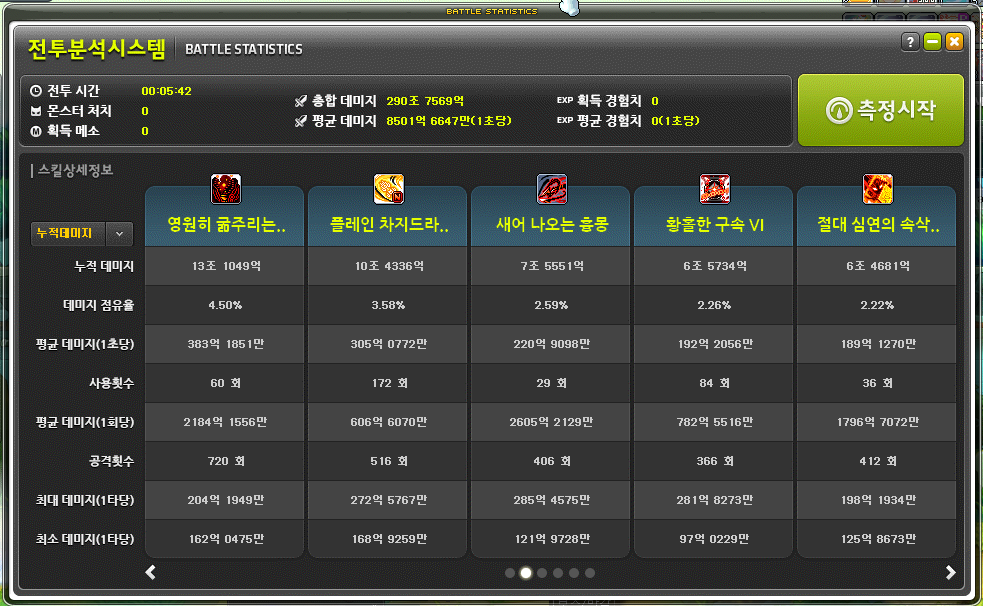 BATTLE STATISTICS
전투분석시스템 BATTLE STATISTICS
? 
전투 시간 00:05:42
몬스터 처치 0
M 획득 메소 0
총합 데미지 290조 7569억
평균 데미지 8501억 6647만(1초당)
EXP 획득 경험치 0
EXP 평균 경험치 0(1초당)
측정시작
스킬상세정보
N
영원히 굶주리는.. 플레인 차지드라.. 새어 나오는 흉몽 황홀한 구속 VI 절대 심연의 속삭..
누적데미지
누적 데미지 13조 1049억 10조 4336억 7조 5551억 6조 5734억 6조 4681억
데미지 점유율 4.50% 3.58% 2.59% 2.26% 2.22%
평균 데미지(1초당) 383억 1851만 305억 0772만 220억 9098만 192억 2056만 189억 1270만
사용횟수 60 회 172 회 29 회 84 회 36 회
평균 데미지(1회당) 2184억 1556만 606억 6070만 2605억 2129만 782억 5516만 1796억 7072만
공격횟수 720 회 516 회 406 회 366 회 412 회
최대 데미지(1타당) 204억 1949만 272억 5767만 285억 4575만 281억 8273만 198억 1934만
최소 데미지(1타당) 162억 0475만 168억 9259만 121억 9728만 97억 0229만 125억 8673만